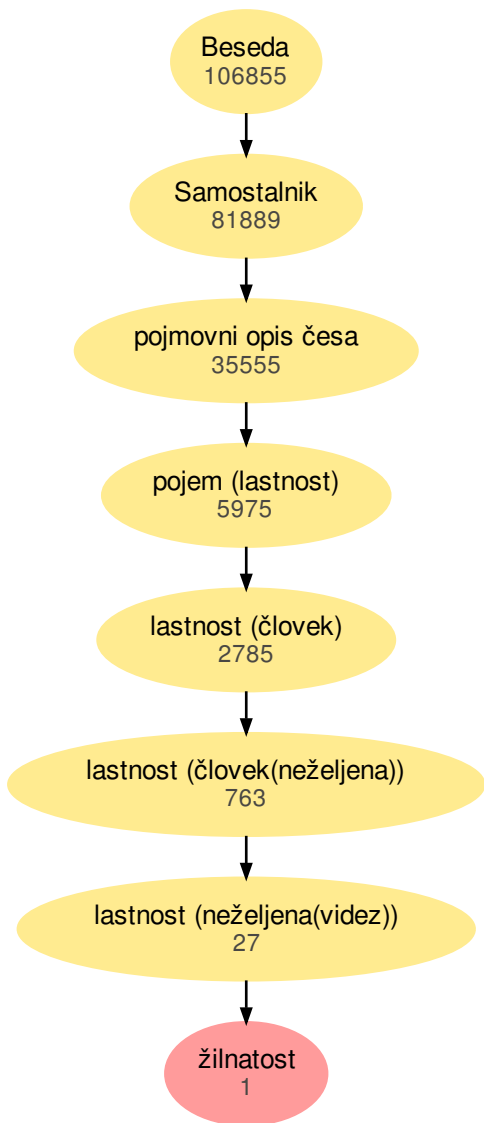 Beseda
106855
Samostalnik
81889
pojmovni opis česa
35555
pojem (lastnost)
5975
lastnost (človek)
2785
lastnost (človek(neželjena))
763
lastnost (neželjena(videz))
27
žilnatost
1